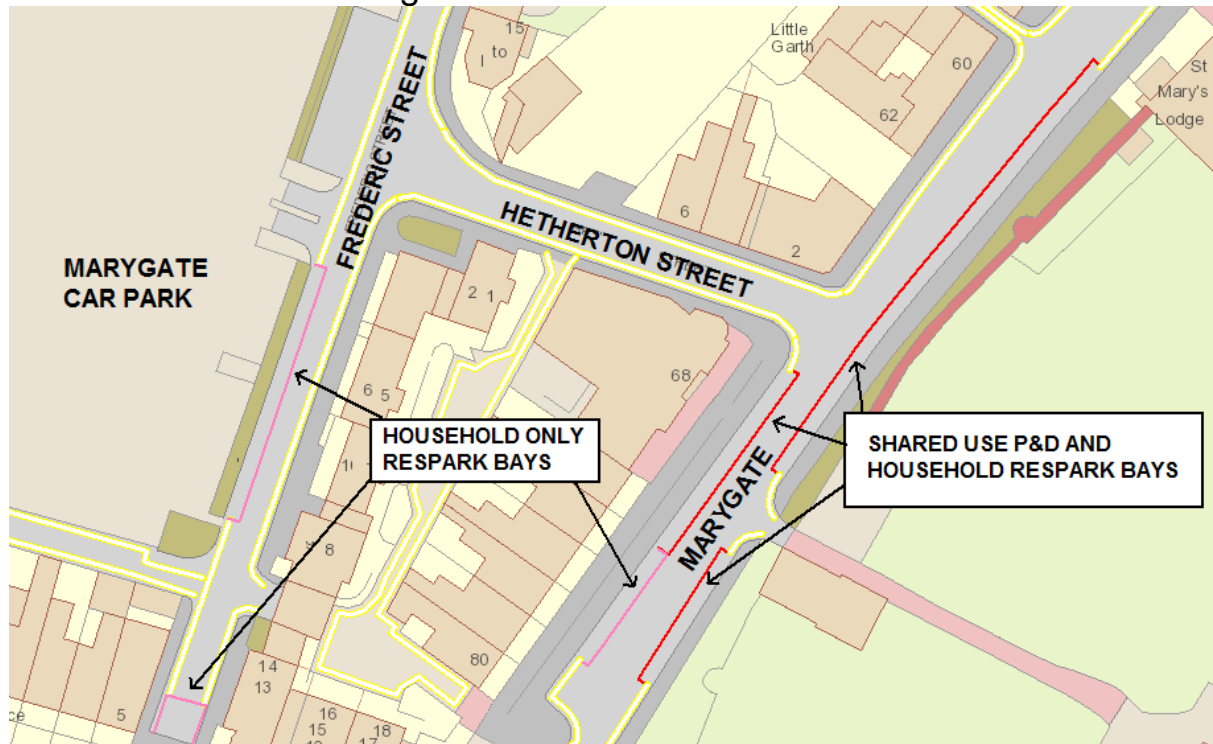 Little
Garth
15
to
1
60
62
St
Mary's
Lodge
FREDERIC STREET
HETHERTON STREET
6
2
MARYGATE
CAR PARK
2 1
68
6 5
HOUSEHOLD ONLY
RESPARK BAYS
SHARED USE P&D AND
HOUSEHOLD RESPARK BAYS
MARYGATE
8
80
14
13
5
16
15
18
17